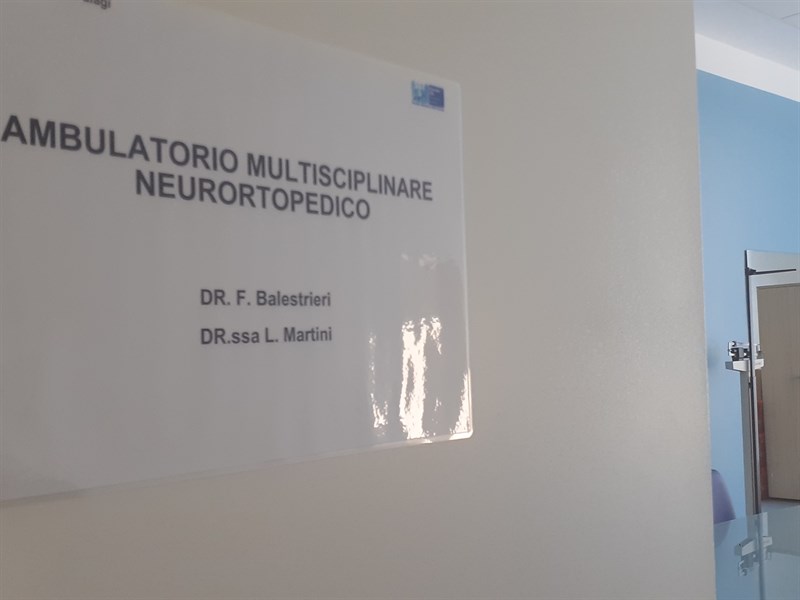 AMBULATORIO MULTISCIPLINARE
NEURORTOPEDICO
DR. F. Balestrieri
DR.ssa L. Martini